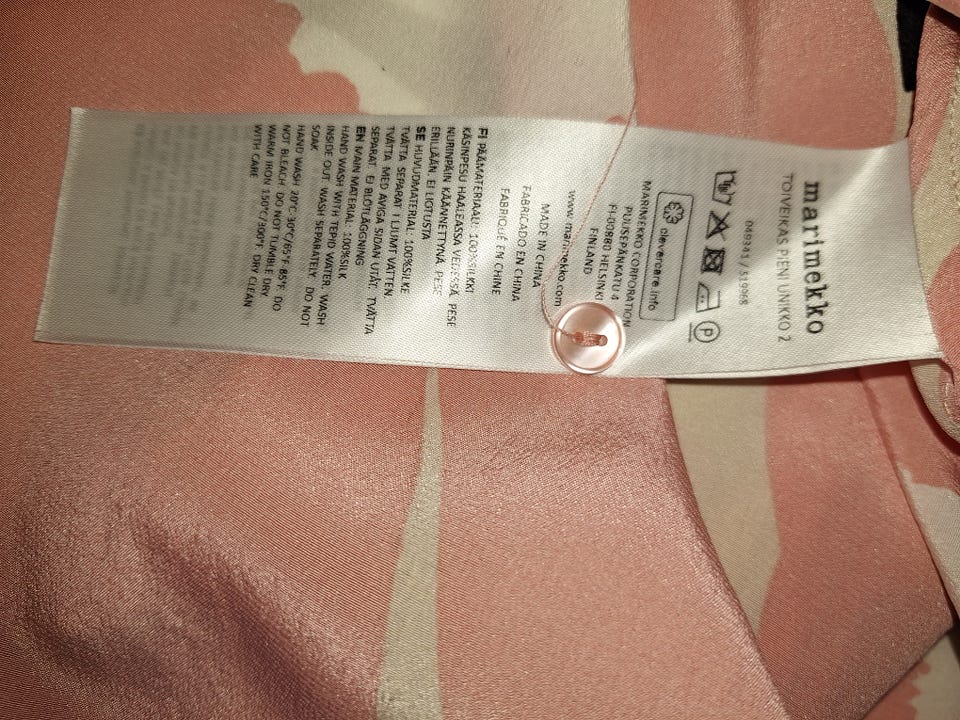 marimekko
TOIVEIKAS PIENI UNIKKO 2
clevercare.info
MARIMEKKO CORPORATION
PUUSEPÄNKATU 4
FI-00880 HELSINKI
FINLAND
www.marimekko.com
MADE IN CHINA
FABRICADO EN CHINA
FABRIQUÉ EN CHINE
FI PÄÄMATERIAALI: 100%SILKKI
KÄSINPESU HAALEASSA VEDESSÄ. PESE
NURINPÄIN KÄÄNNETTYNÄ. PESE
ERILLÄÄN. EI LIOTUSTA
SE HUVUDMATERIAL: 100%SILKE
TVÄTTA SEPARAT I LJUMT VATTEN.
TVÄTTA MED AVIGA SIDAN UTÅT. TVÄTTA
SEPARAT. EJ BLÖTLÄGGNING
EN MAIN MATERIAL: 100%SILK
HAND WASH WITH TEPID WATER. WASH
INSIDE OUT. WASH SEPARATELY. DO NOT
SOAK
HAND WASH 20°C-30°C/65°F-85°F. DO
NOT BLEACH. DO NOT TUMBLE DRY.
WARM IRON 150°C/300°F. DRY CLEAN
WITH CARE